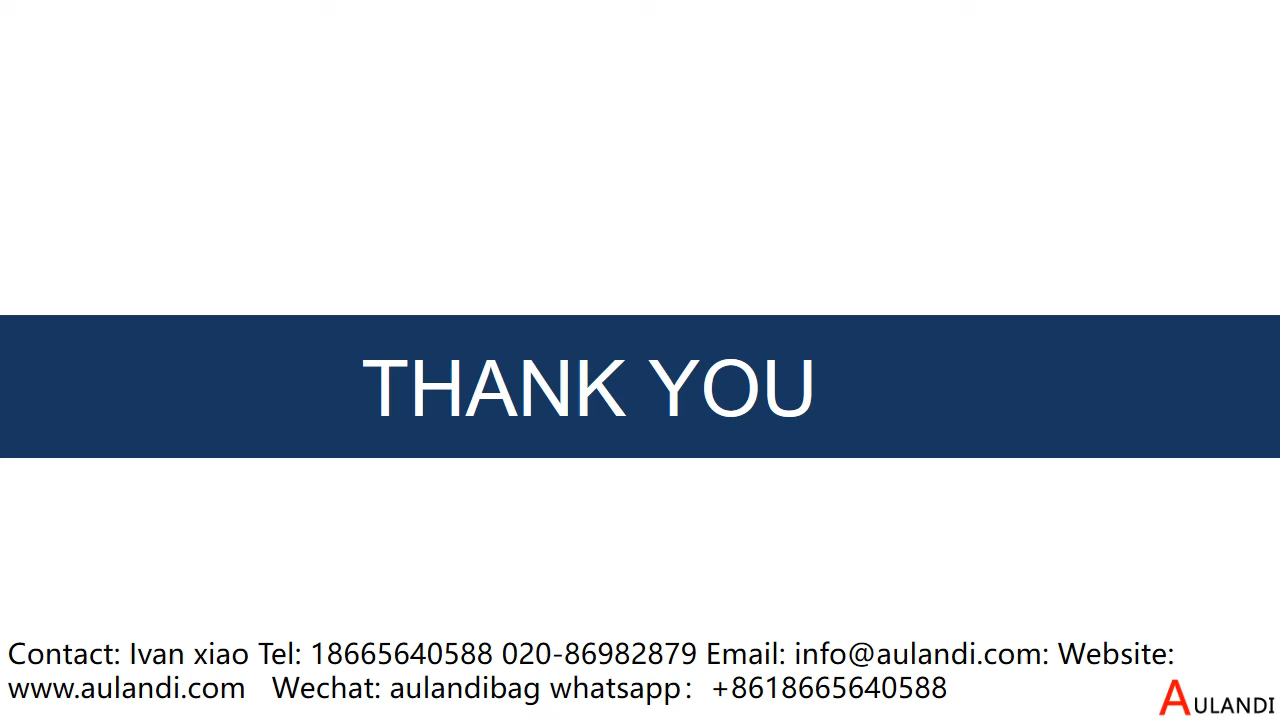 THANK YOU
Contact: Ivan xiao Tel: 18665640588 020-86982879 Email: info@aulandi.com: Website:
www.aulandi.com   Wechat: aulandibag whatsapp：+8618665640588
AULANDI